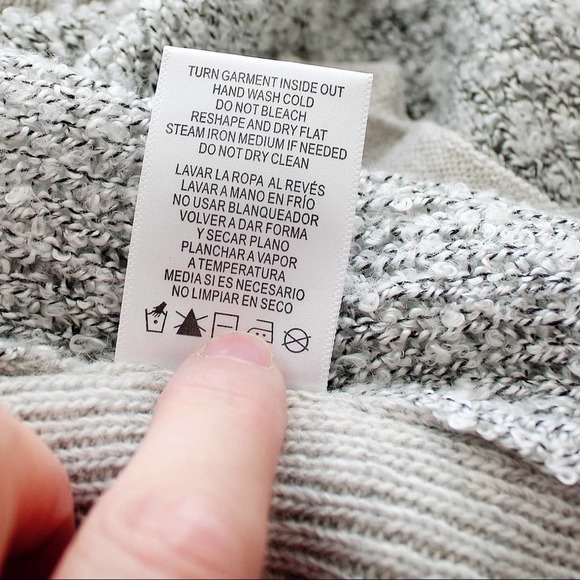 TURN GARMENT INSIDE OUT
HAND WASH COLD
DO NOT BLEACH
RESHAPE AND DRY FLAT
STEAM IRON MEDIUM IF NEEDED
DO NOT DRY CLEAN
LAVAR LA ROPA AL REVÉS
LAVAR A MANO EN FRÍO
NO USAR BLANQUEADOR
VOLVER A DAR FORMA
Y SECAR PLANO
PLANCHAR A VAPOR
A TEMPERATURA
MEDIA SI ES NECESARIO
NO LIMPIAR EN SECO